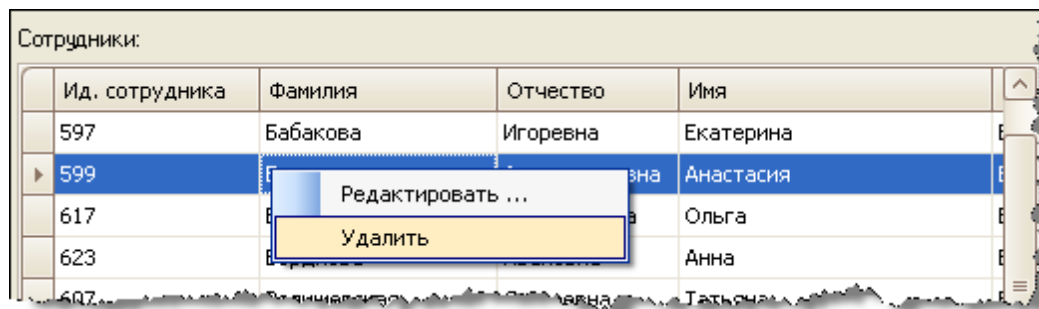 Сотрудники:
Ид. сотрудника Фамилия Отчество Имя
597 Бабакова Игоревна Екатерина
599 Анастасия
Редактировать ...
617 Ольга
Удалить
623 Анна